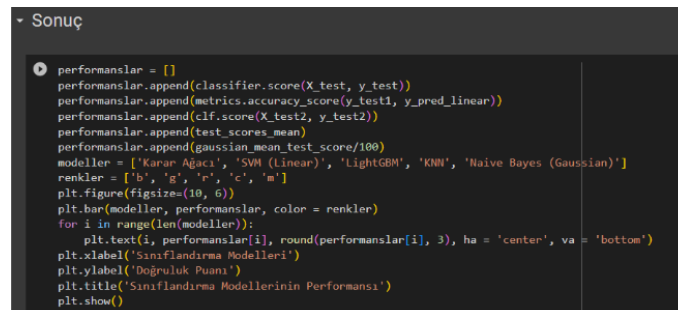 Sonuç
performanslar = []
performanslar.append(classifier.score(X_test, y_test))
performanslar.append(metrics.accuracy_score(y_test1, y_pred_linear))
performanslar.append(clf.score(X_test2, y_test2))
performanslar.append(test_scores_mean)
performanslar.append(gaussian_mean_test_score/100)
modeller = ['Karar Ağacı', 'SVM (Linear)', 'LightGBM', 'KNN', 'Naive Bayes (Gaussian)']
renkler = ['b', 'g', 'r', 'c', 'm']
plt.figure(figsize=(10, 6))
plt.bar(modeller, performanslar, color = renkler)
for i in range(len(modeller)):
    plt.text(i, performanslar[i], round(performanslar[i], 3), ha = 'center', va = 'bottom')
plt.xlabel('Sınıflandırma Modelleri')
plt.ylabel('Doğruluk Puanı')
plt.title('Sınıflandırma Modellerinin Performansı')
plt.show()